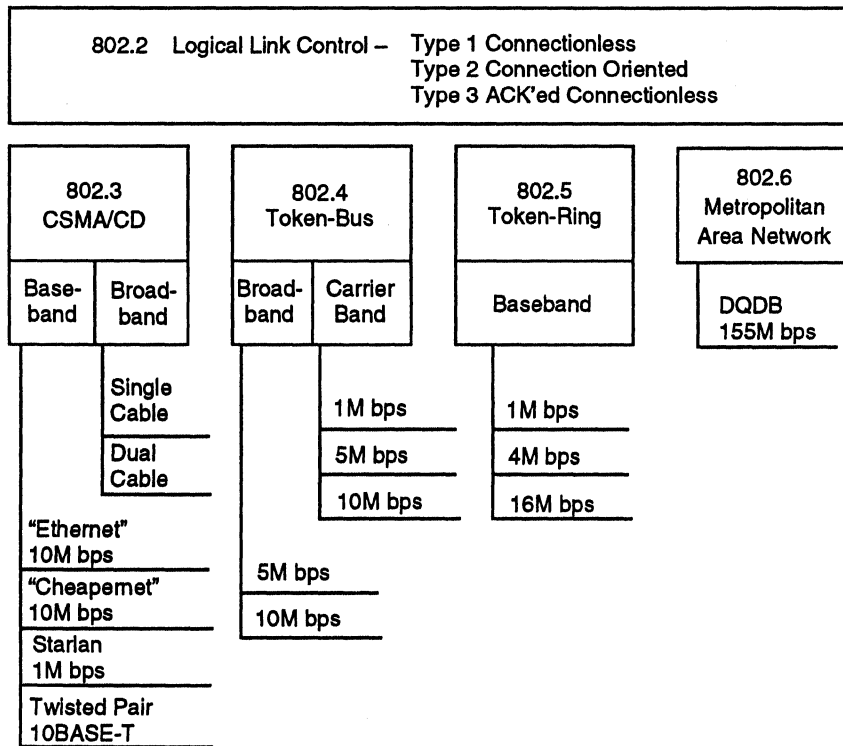 802.2 Logical Link Control – Type 1 Connectionless
Type 2 Connection Oriented
Type 3 ACK'ed Connectionless
802.3
CSMA/CD
Base-
band
Broad-
band
Single
Cable
Dual
Cable
“Ethernet”
10M bps
“Cheapernet”
10M bps
Starlan
1M bps
Twisted Pair
10BASE-T
802.4
Token-Bus
Broad-
band
Carrier
Band
1M bps
5M bps
10M bps
5M bps
10M bps
802.5
Token-Ring
Baseband
1M bps
4M bps
16M bps
802.6
Metropolitan
Area Network
DQDB
155M bps